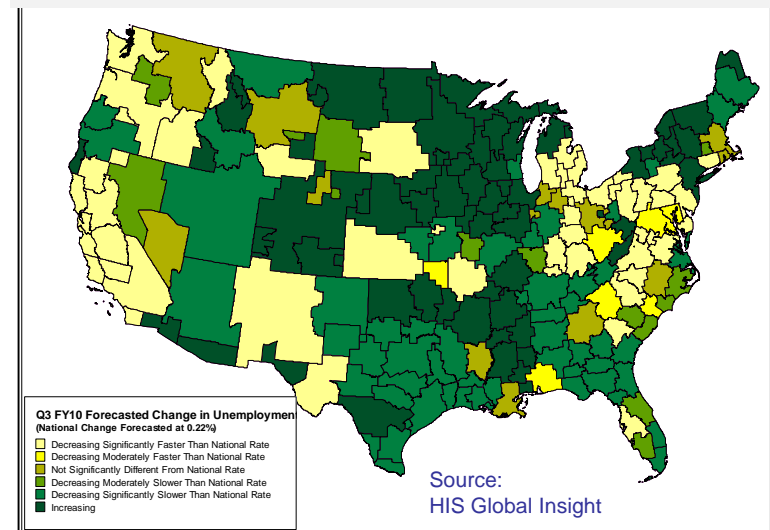 Q3 FY10 Forecasted Change in Unemployment
(National Change Forecasted at 0.22%)
Decreasing Significantly Faster Than National Rate
Decreasing Moderately Faster Than National Rate
Not Significantly Different From National Rate
Decreasing Moderately Slower Than National Rate
Decreasing Significantly Slower Than National Rate
Increasing
Source:
HIS Global Insight